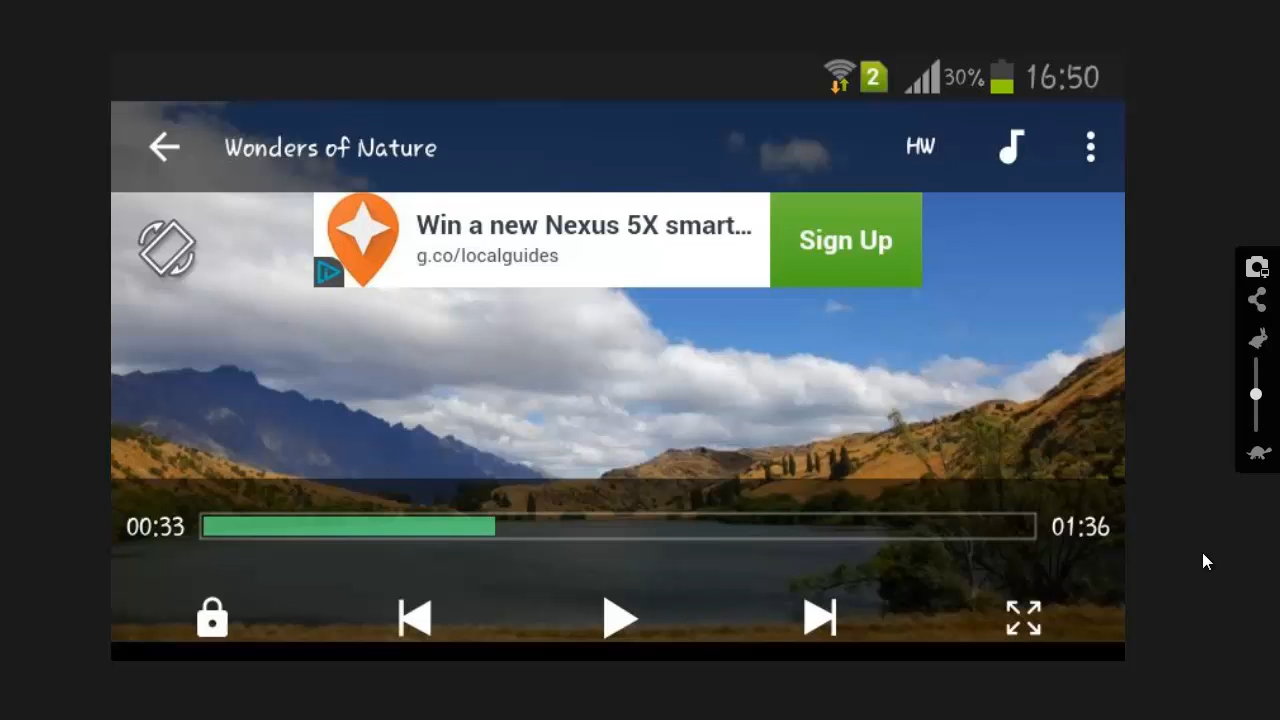 2 30% 16:50
Wonders of Nature HW
Win a new Nexus 5X smart...
g.co/localguides
Sign Up
00:33 01:36